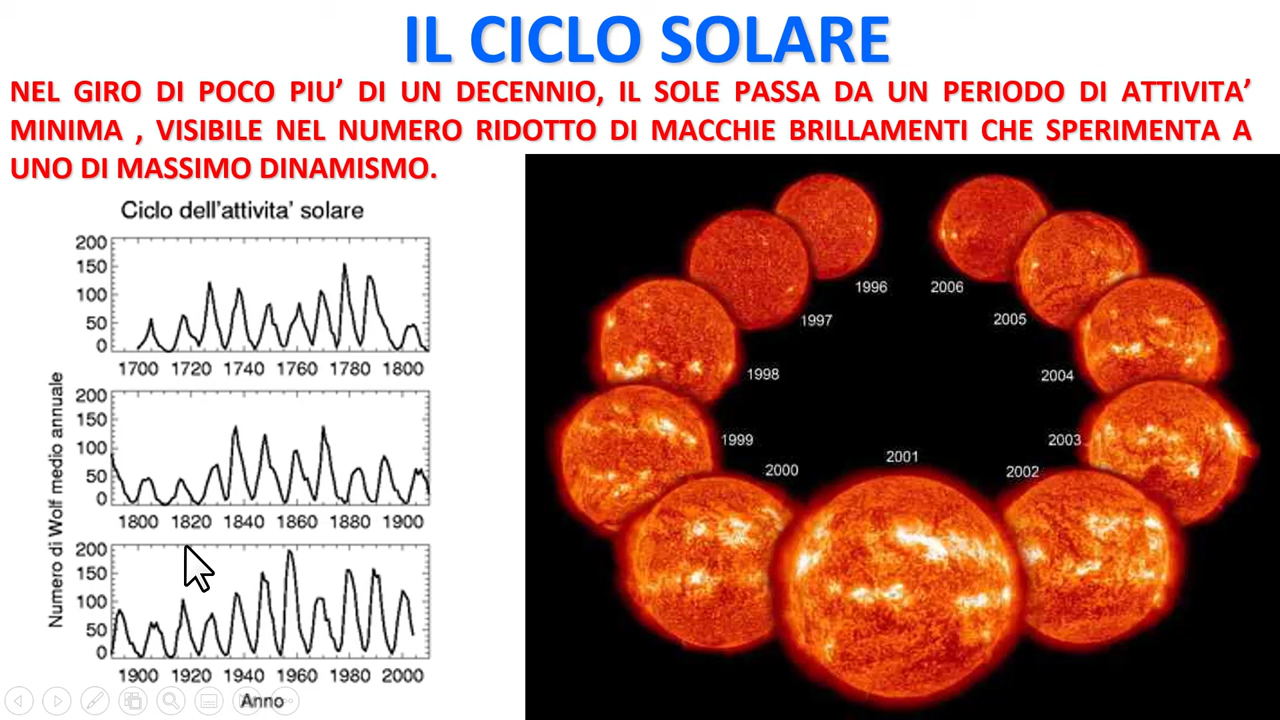 IL CICLO SOLARE
NEL GIRO DI POCO PIU' DI UN DECENNIO, IL SOLE PASSA DA UN PERIODO DI ATTIVITA'
MINIMA , VISIBILE NEL NUMERO RIDOTTO DI MACCHIE BRILLAMENTI CHE SPERIMENTA A
UNO DI MASSIMO DINAMISMO.
Ciclo dell'attivita' solare
Numero di Wolf medio annuale
200
150
100
50
0
1700 1720 1740 1760 1780 1800
200
150
100
50
0
1800 1820 1840 1860 1880 1900
200
150
100
50
0
1900 1920 1940 1960 1980 2000
Anno
1996
2006
1997
2005
1998
2004
1999
2003
2000
2001
2002